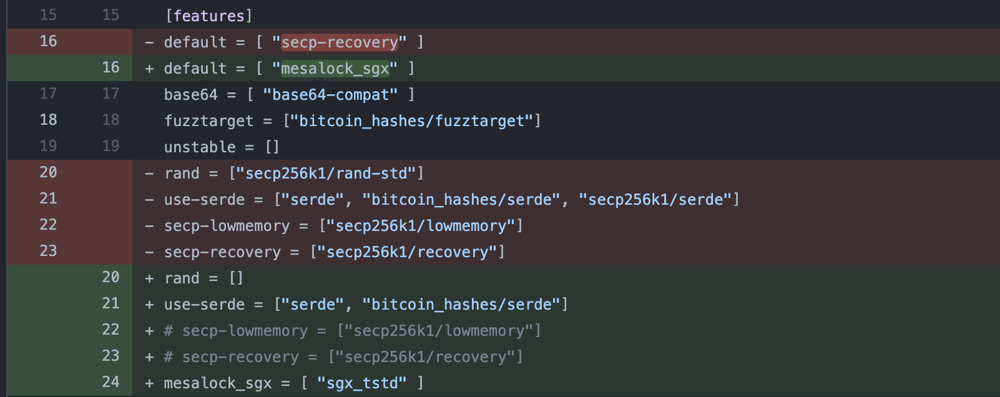 15 15 [features]
16 - default = [ "secp-recovery" ]
16 + default = [ "mesalock_sgx" ]
17 17 base64 = [ "base64-compat" ]
18 18 fuzztarget = ["bitcoin_hashes/fuzztarget"]
19 19 unstable = []
20 - rand = ["secp256k1/rand-std"]
21 - use-serde = ["serde", "bitcoin_hashes/serde", "secp256k1/serde"]
22 - secp-lowmemory = ["secp256k1/lowmemory"]
23 - secp-recovery = ["secp256k1/recovery"]
20 + rand = []
21 + use-serde = ["serde", "bitcoin_hashes/serde"]
22 + # secp-lowmemory = ["secp256k1/lowmemory"]
23 + # secp-recovery = ["secp256k1/recovery"]
24 + mesalock_sgx = [ "sgx_tstd" ]